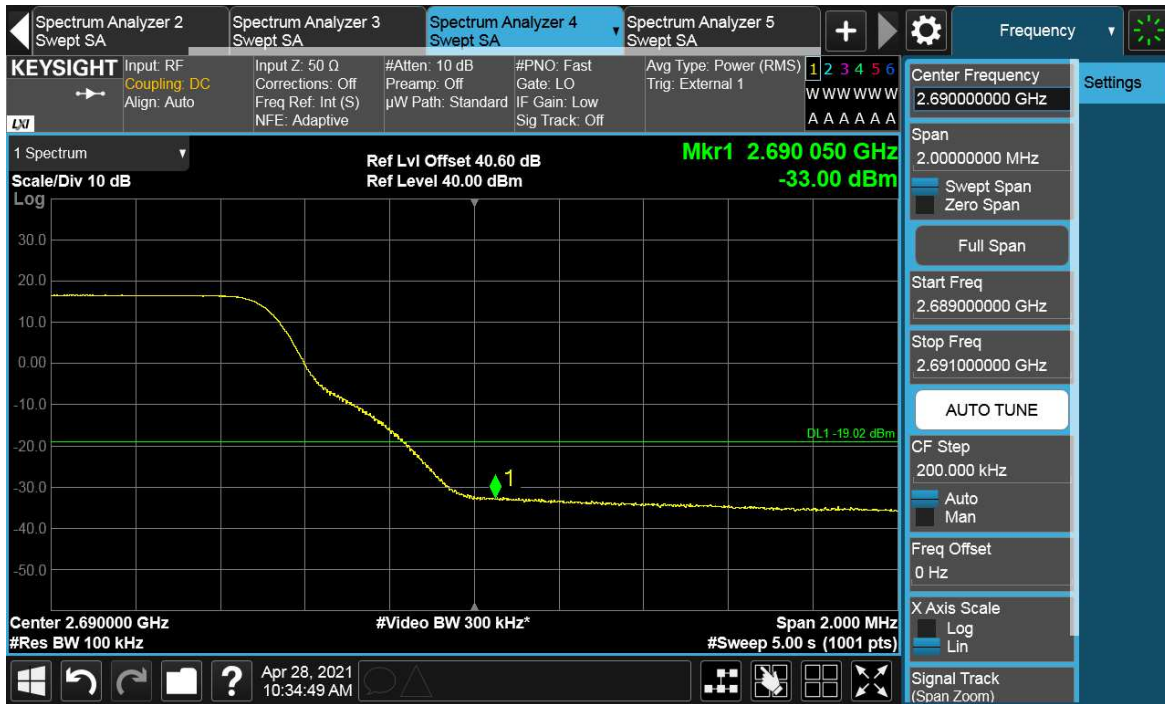 Spectrum Analyzer 2
Swept SA
Spectrum Analyzer 3
Swept SA
Spectrum Analyzer 4
Swept SA
Spectrum Analyzer 5
Swept SA
+
Frequency
KEYSIGHT
LXI
Input: RF
Coupling: DC
Align: Auto
Input Z: 50 Ω
Corrections: Off
Freq Ref: Int (S)
NFE: Adaptive
#Atten: 10 dB
Preamp: Off
µW Path: Standard
#PNO: Fast
Gate: LO
IF Gain: Low
Sig Track: Off
Avg Type: Power (RMS)
Trig: External 1
1 2 3 4 5 6
W W W W W W
A A A A A A
1 Spectrum
Scale/Div 10 dB
Log
Ref Lvl Offset 40.60 dB
Ref Level 40.00 dBm
Mkr1 2.690 050 GHz
-33.00 dBm
30.0
20.0
10.0
0.00
-10.0
-20.0
-30.0
-40.0
-50.0
DL1 -19.02 dBm
1
Center 2.690000 GHz
#Video BW 300 kHz*
Span 2.000 MHz
#Res BW 100 kHz
#Sweep 5.00 s (1001 pts)
?
Apr 28, 2021
10:34:49 AM
Center Frequency
2.690000000 GHz
Settings
Span
2.00000000 MHz
Swept Span
Zero Span
Full Span
Start Freq
2.689000000 GHz
Stop Freq
2.691000000 GHz
AUTO TUNE
CF Step
200.000 kHz
Auto
Man
Freq Offset
0 Hz
X Axis Scale
Log
Lin
Signal Track
(Span Zoom)